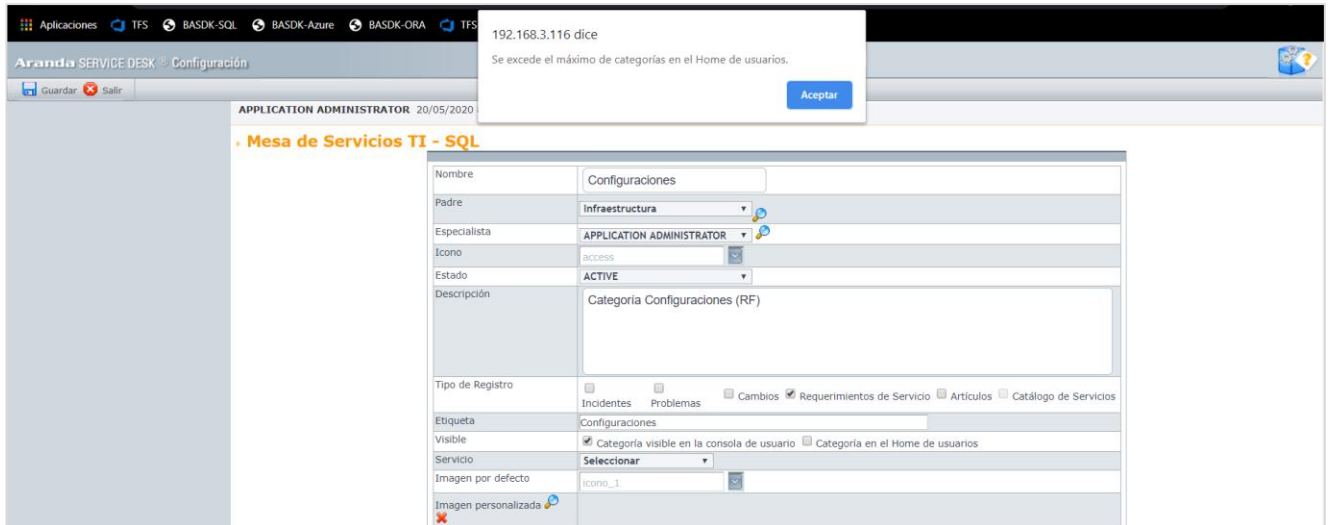 Aplicaciones TFS BASDK-SQL BASDK-Azure BASDK-ORA TFS
192.168.3.116 dice
Se excede el máximo de categorías en el Home de usuarios.
Aceptar
Aranda SERVICE DESK ® Configuración
Guardar Salir
APPLICATION ADMINISTRATOR 20/05/2020
Mesa de Servicios TI - SQL
Nombre Configuraciones
Padre Infraestructura
Especialista APPLICATION ADMINISTRATOR
Icono access
Estado ACTIVE
Descripción Categoría Configuraciones (RF)
Tipo de Registro Incidentes Problemas Cambios Requerimientos de Servicio Artículos Catálogo de Servicios
Etiqueta Configuraciones
Visible Categoría visible en la consola de usuario Categoría en el Home de usuarios
Servicio Seleccionar
Imagen por defecto icono_1
Imagen personalizada